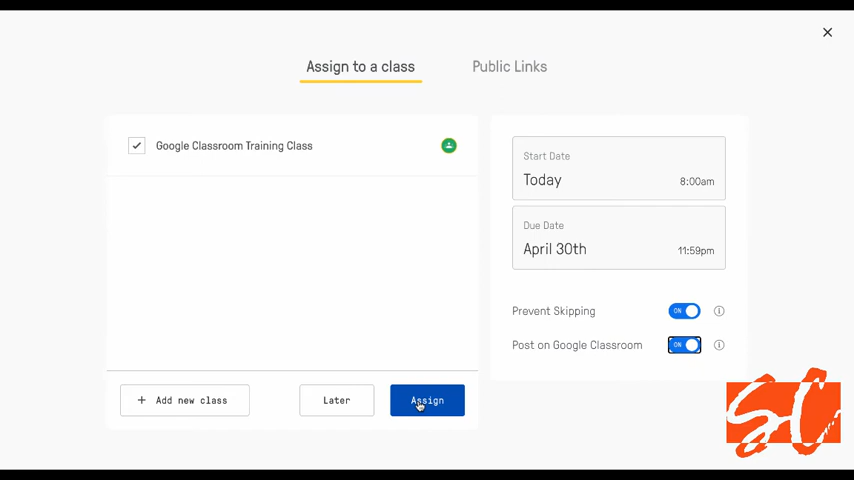 Assign to a class
Public Links
Google Classroom Training Class
Start Date
Today
8:00am
Due Date
April 30th
11:59pm
Prevent Skipping
ON
Post on Google Classroom
ON
+ Add new class
Later
Assign
SC